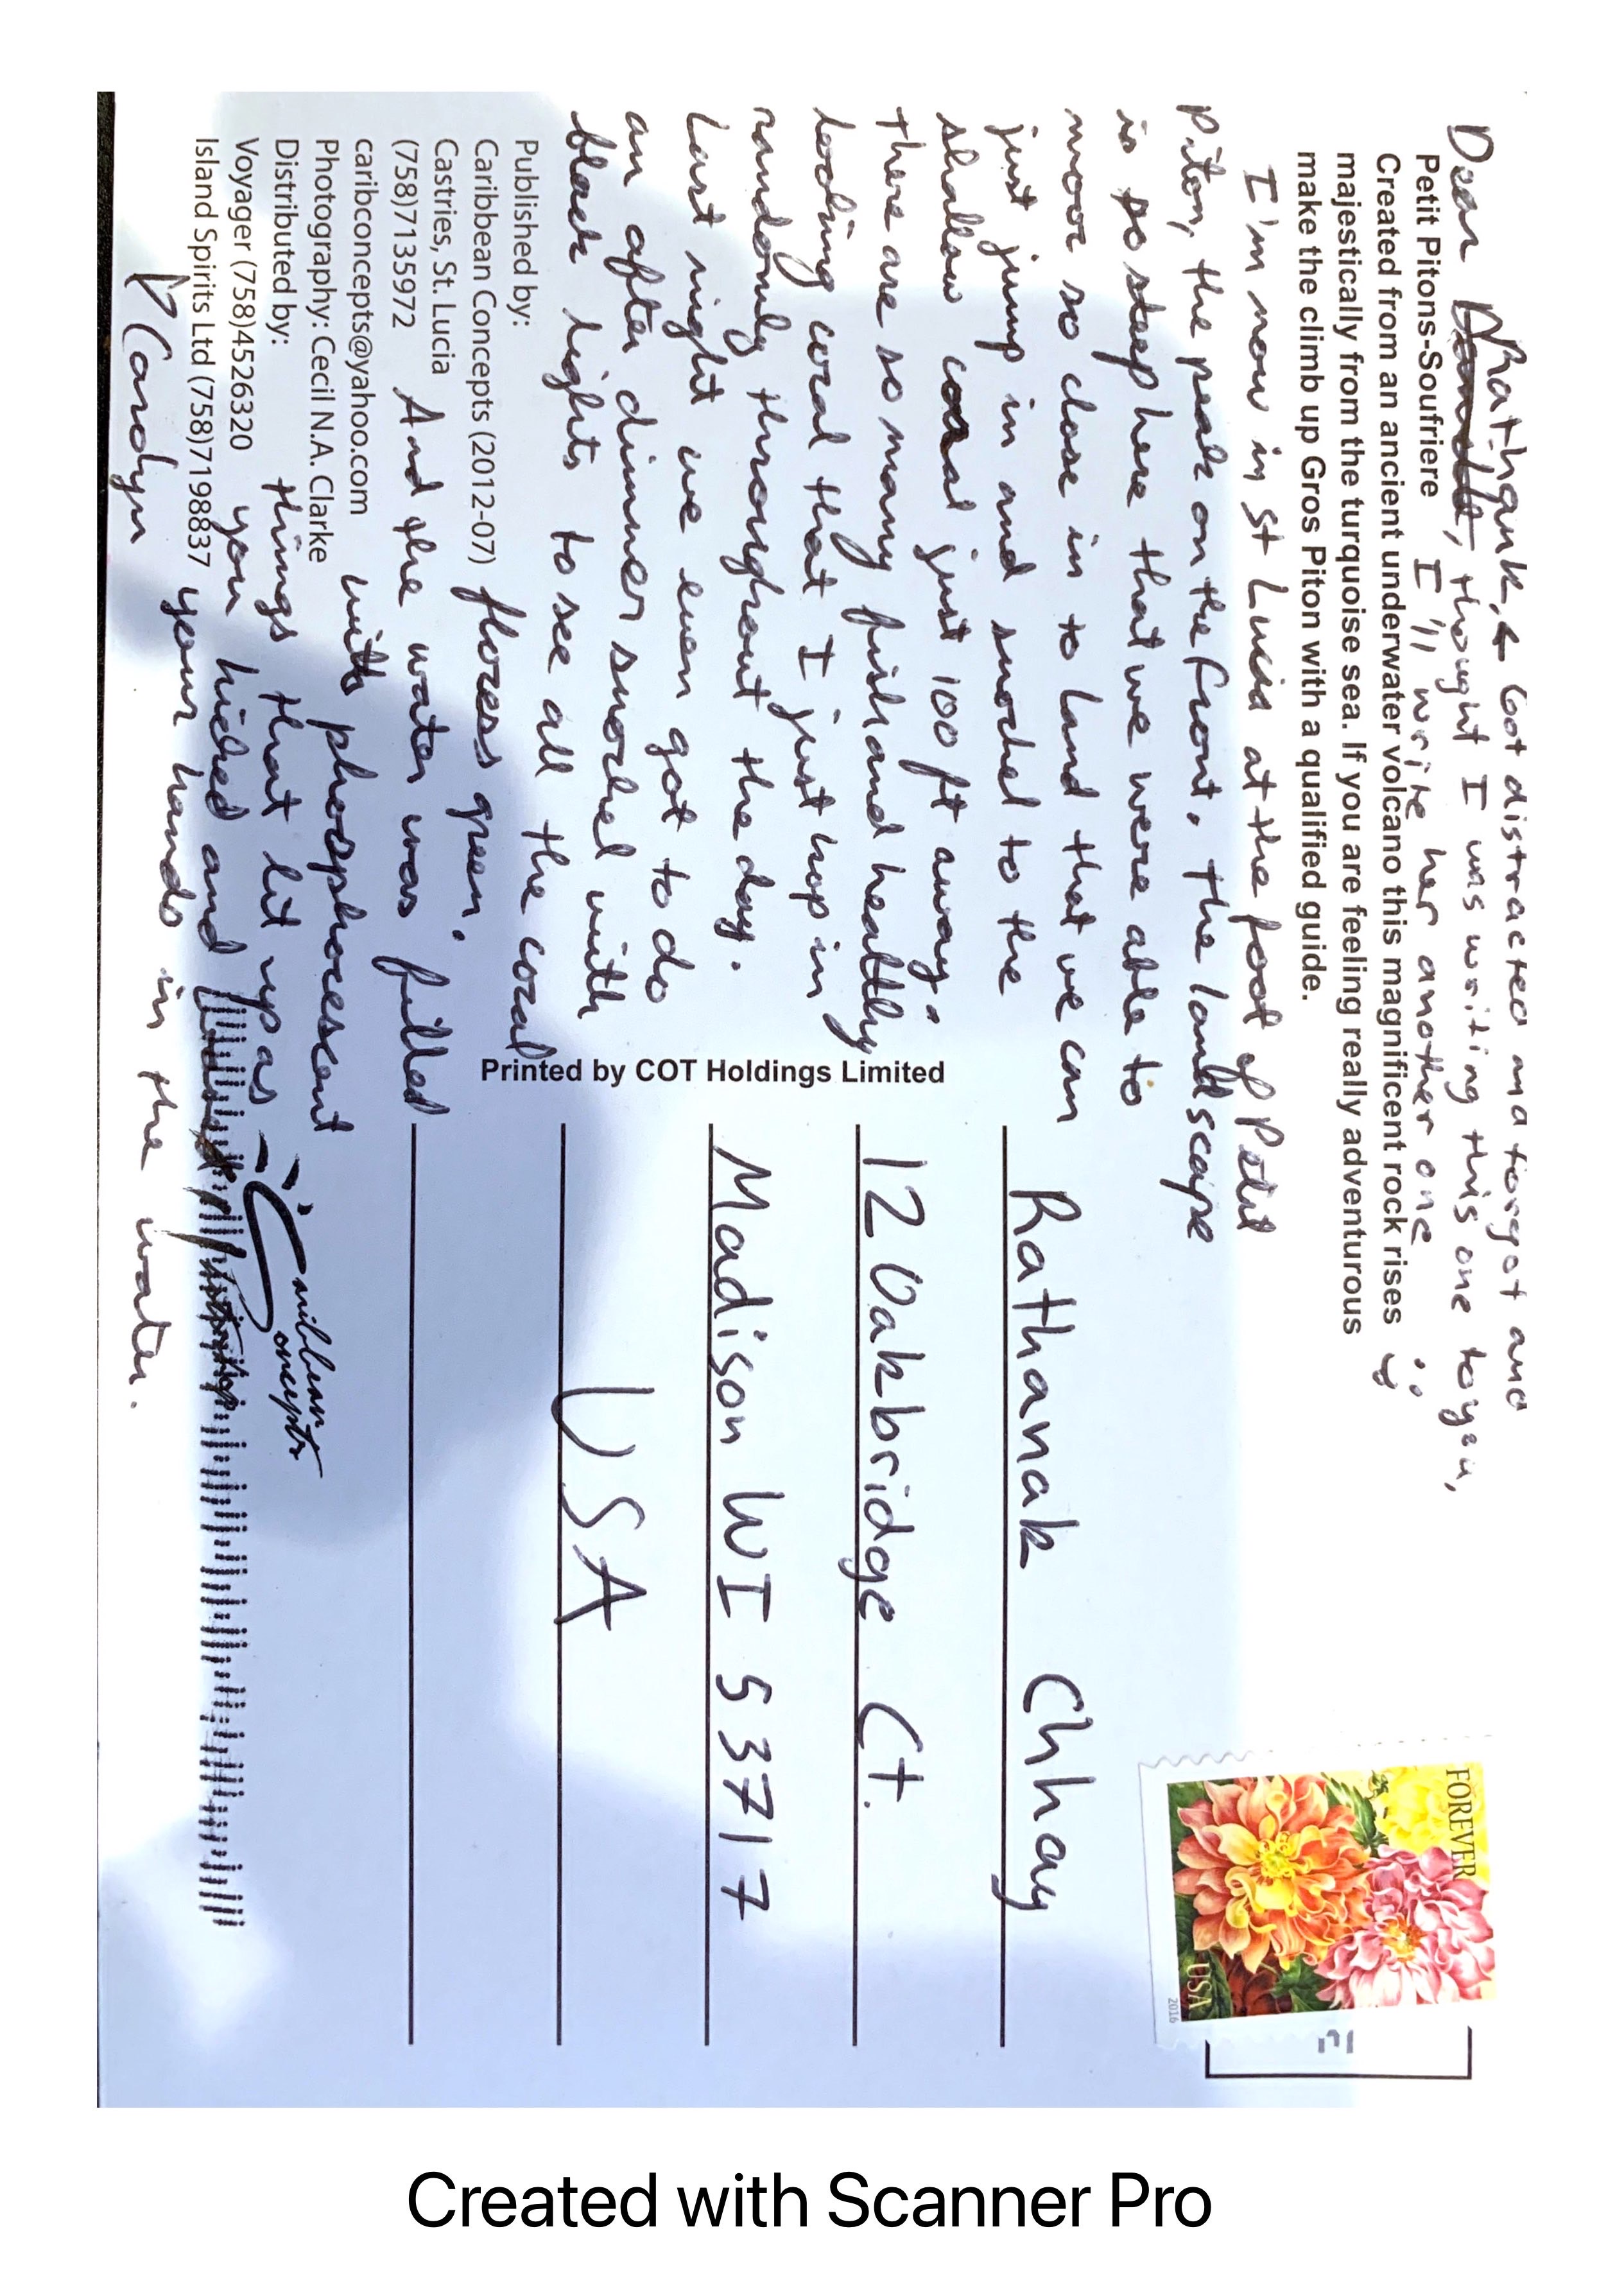 Dear Rathanak, ← Got distracted and forgot and
thought I was writing this one to you,
I'll write her another one :)
Petit Pitons-Soufriere
Created from an ancient underwater volcano this magnificent rock rises
majestically from the turquoise sea. If you are feeling really adventurous
make the climb up Gros Piton with a qualified guide.
I'm now in St Lucia at the foot of Petit
Piton, the peak on the front. The landscape
is so steep here that we were able to
moor so close in to land that we can
just jump in and snorkel to the
shallow coral just 100 ft away.
There are so many fish and healthy
looking coral that I just hop in
randomly throughout the day.
Last night we even got to do
an after dinner snorkel with
black lights to see all the coral
floress green.
And the water was filled
with phosphorescent
things that lit up as
you kicked and
your hands in the water.
♡ Carolyn
Published by:
Caribbean Concepts (2012-07)
Castries, St. Lucia
(758)7135972
caribconcepts@yahoo.com
Photography: Cecil N.A. Clarke
Distributed by:
Voyager (758)4526320
Island Spirits Ltd (758)7198837
Caribbean
Concepts
Printed by COT Holdings Limited
FOREVER
USA
2016
Rathanak Chhay
12 Oakbridge Ct.
Madison WI 53717
USA
Created with Scanner Pro